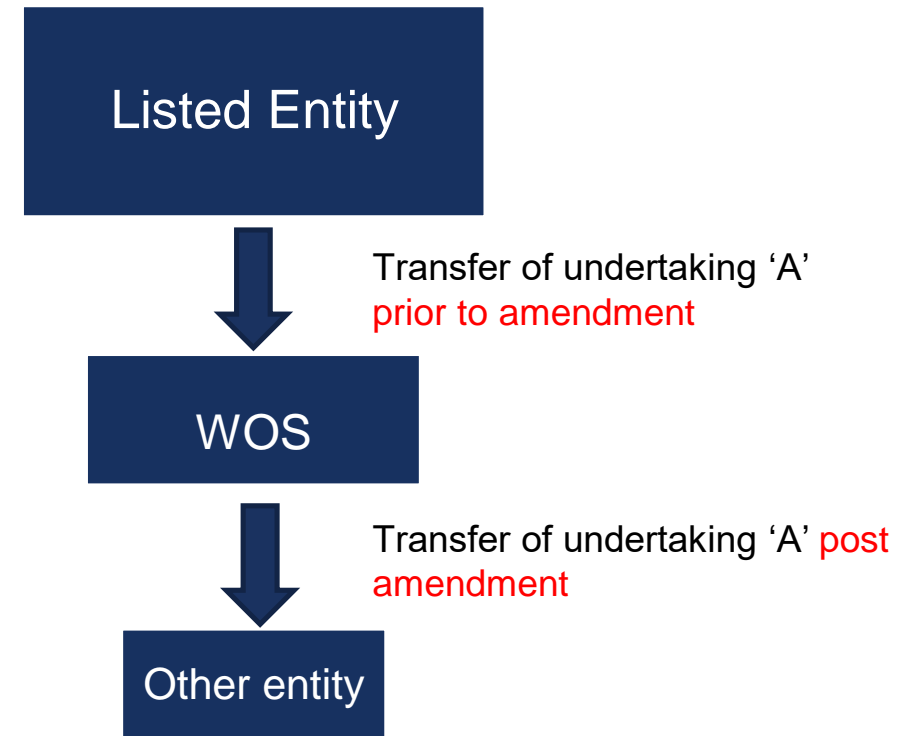 Listed Entity
Transfer of undertaking ‘A’
prior to amendment
WOS
Transfer of undertaking ‘A’ post
amendment
Other entity